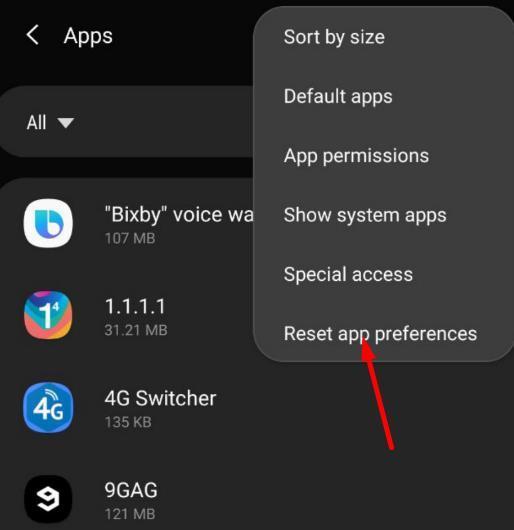 Apps
All
"Bixby" voice wa
107 MB
1.1.1.1
31.21 MB
4G Switcher
135 KB
9GAG
121 MB
Sort by size
Default apps
App permissions
Show system apps
Special access
Reset app preferences